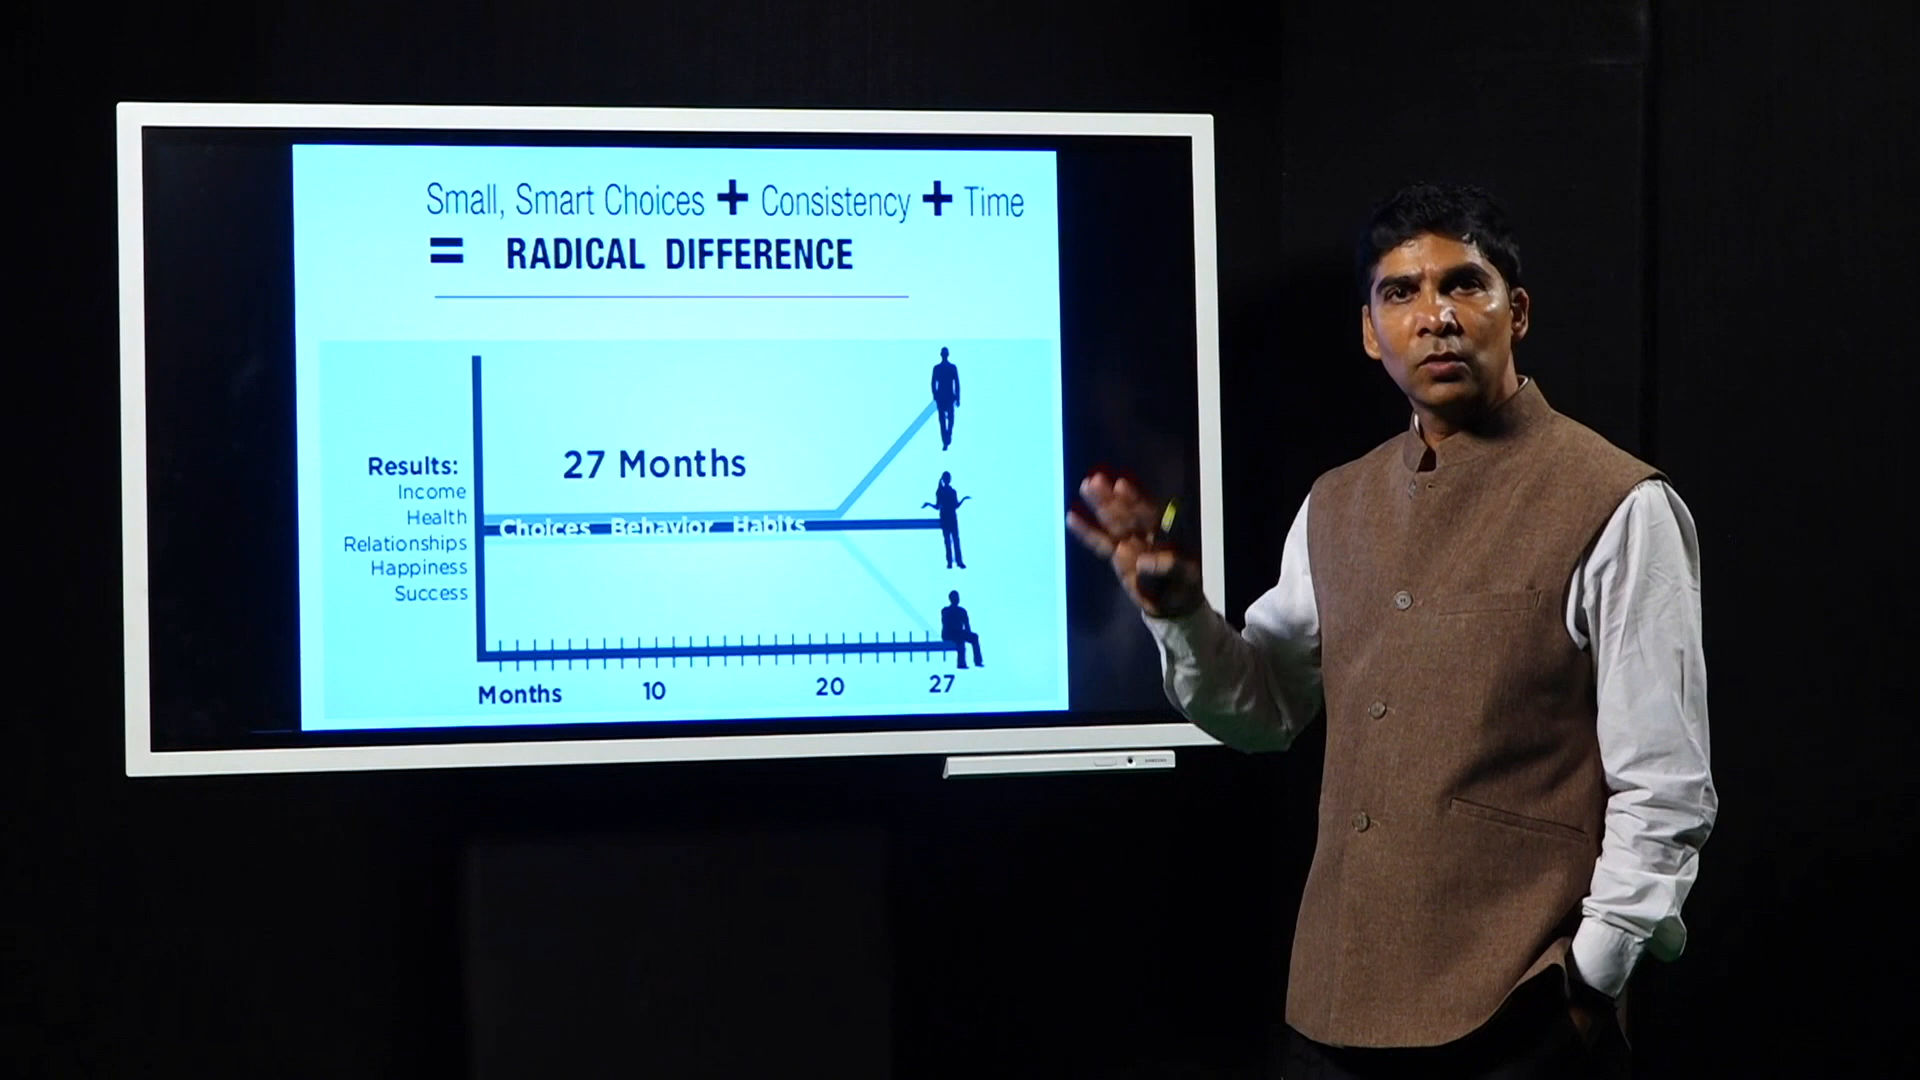 Small, Smart Choices + Consistency + Time
= RADICAL DIFFERENCE
27 Months
Results:
Income
Health
Relationships
Happiness
Success
Choices Behavior Habits
Months 10 20 27
SAMSUNG